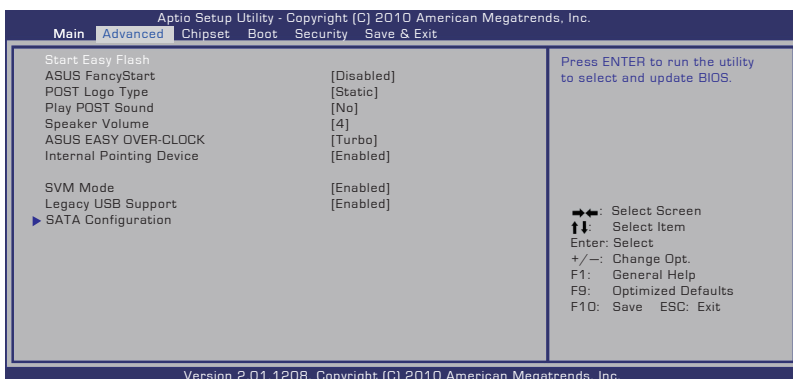 Aptio Setup Utility - Copyright (C) 2010 American Megatrends, Inc.
Main Advanced Chipset Boot Security Save & Exit
Start Easy Flash
ASUS FancyStart [Disabled]
POST Logo Type [Static]
Play POST Sound [No]
Speaker Volume [4]
ASUS EASY OVER-CLOCK [Turbo]
Internal Pointing Device [Enabled]
SVM Mode [Enabled]
Legacy USB Support [Enabled]
SATA Configuration
Press ENTER to run the utility
to select and update BIOS.
→←: Select Screen
↑↓: Select Item
Enter: Select
+/—: Change Opt.
F1: General Help
F9: Optimized Defaults
F10: Save ESC: Exit
Version 2.01.1208. Copyright (C) 2010 American Megatrends, Inc.